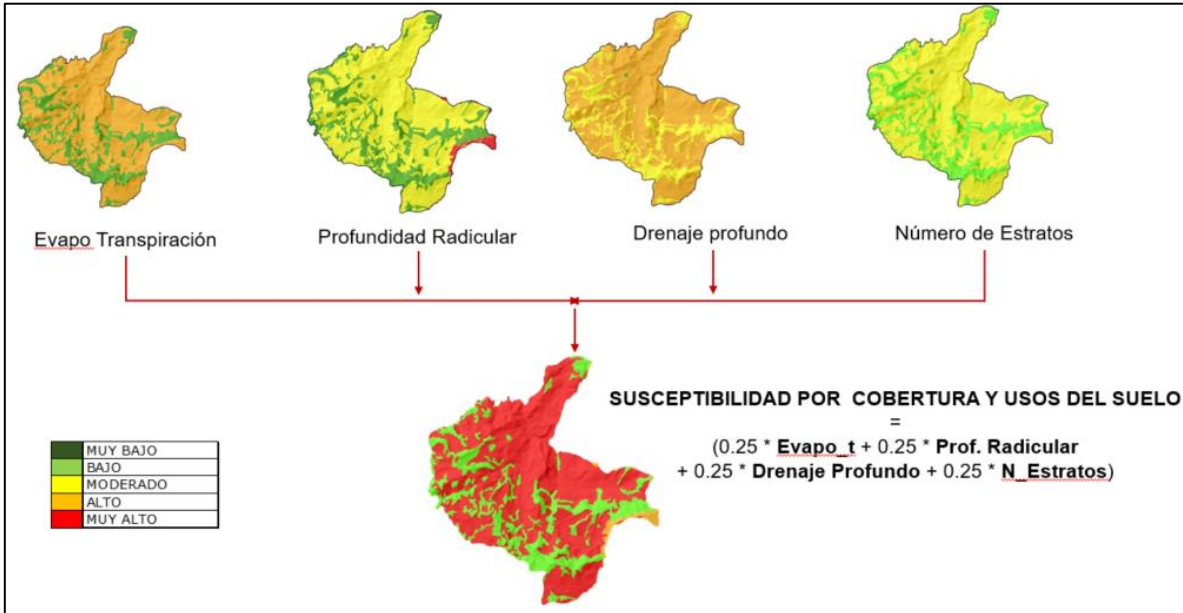 Evapo Transpiración
Profundidad Radicular
Drenaje profundo
Número de Estratos
SUSCEPTIBILIDAD POR COBERTURA Y USOS DEL SUELO
=
(0.25 * Evapo_t + 0.25 * Prof. Radicular
+ 0.25 * Drenaje Profundo + 0.25 * N_Estratos)
MUY BAJO
BAJO
MODERADO
ALTO
MUY ALTO